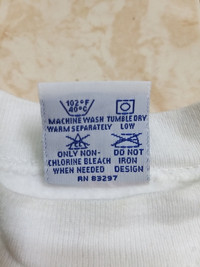 102°F
40°C
MACHINE WASH TUMBLE DRY
WARM SEPARATELY LOW
CL
ONLY NON- DO NOT
CHLORINE BLEACH IRON
WHEN NEEDED DESIGN
RN 83297